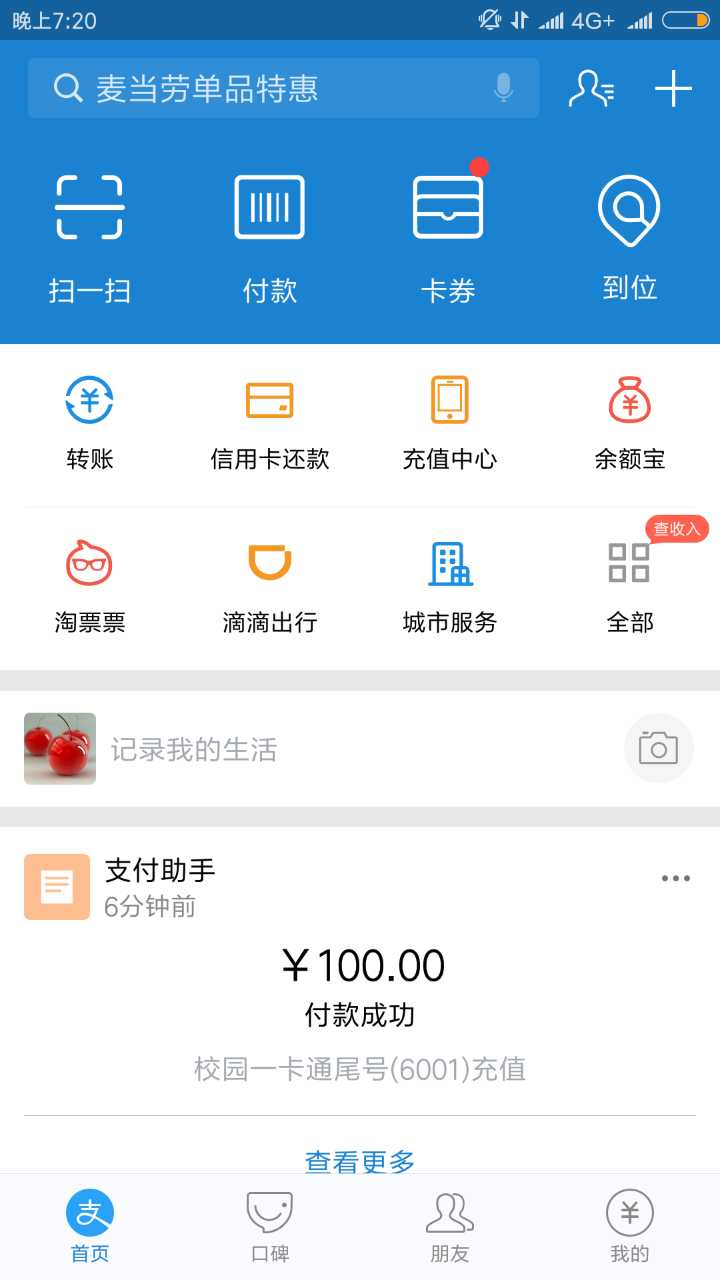 晚上7:20 4G+
麦当劳单品特惠
扫一扫 付款 卡券 到位
转账 信用卡还款 充值中心 余额宝
查收入
淘票票 滴滴出行 城市服务 全部
记录我的生活
支付助手
6分钟前
￥100.00
付款成功
校园一卡通尾号(6001)充值
查看更多
支
首页 口碑 朋友 我的